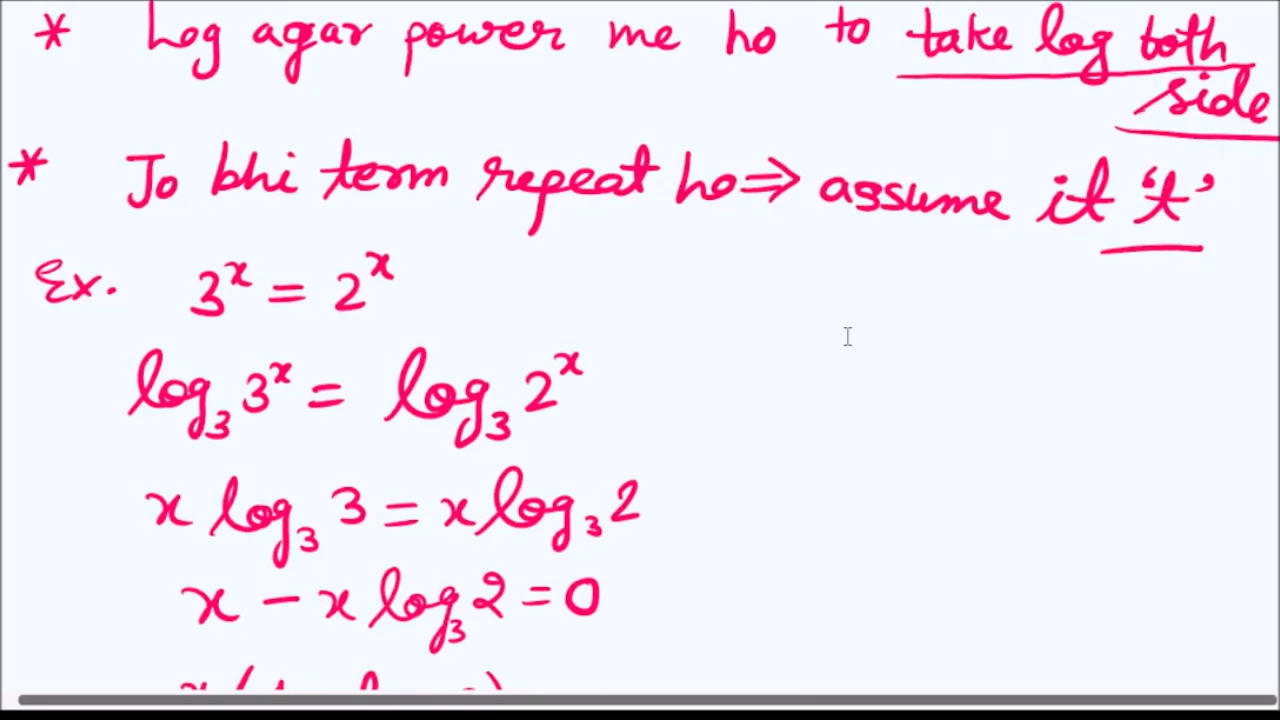 * Log agar power me ho to take log both
side
* Jo bhi term repeat ho ⇒ assume it 't'
Ex. 3^x = 2^x
log_3 3^x = log_3 2^x
x log_3 3 = x log_3 2
x - x log_3 2 = 0